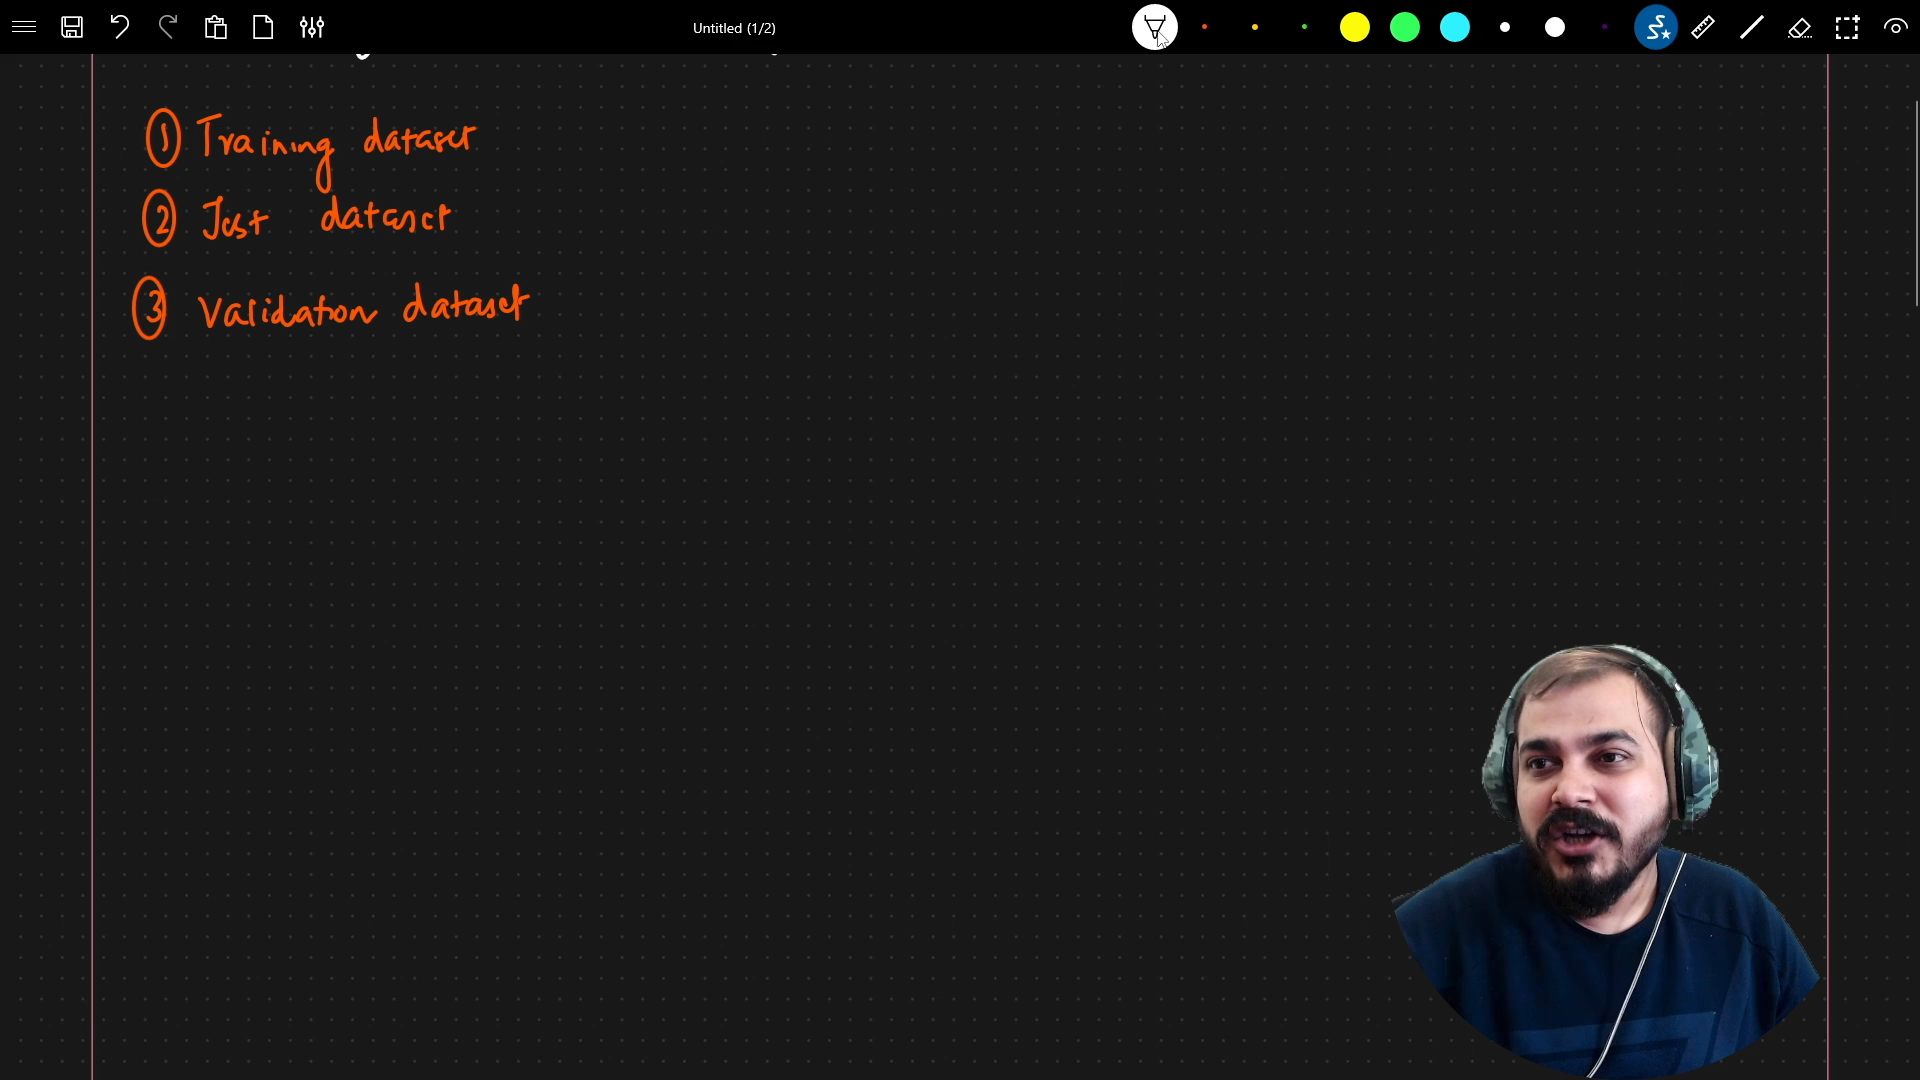 Untitled (1/2)
① Training dataset
② Test dataset
③ Validation dataset